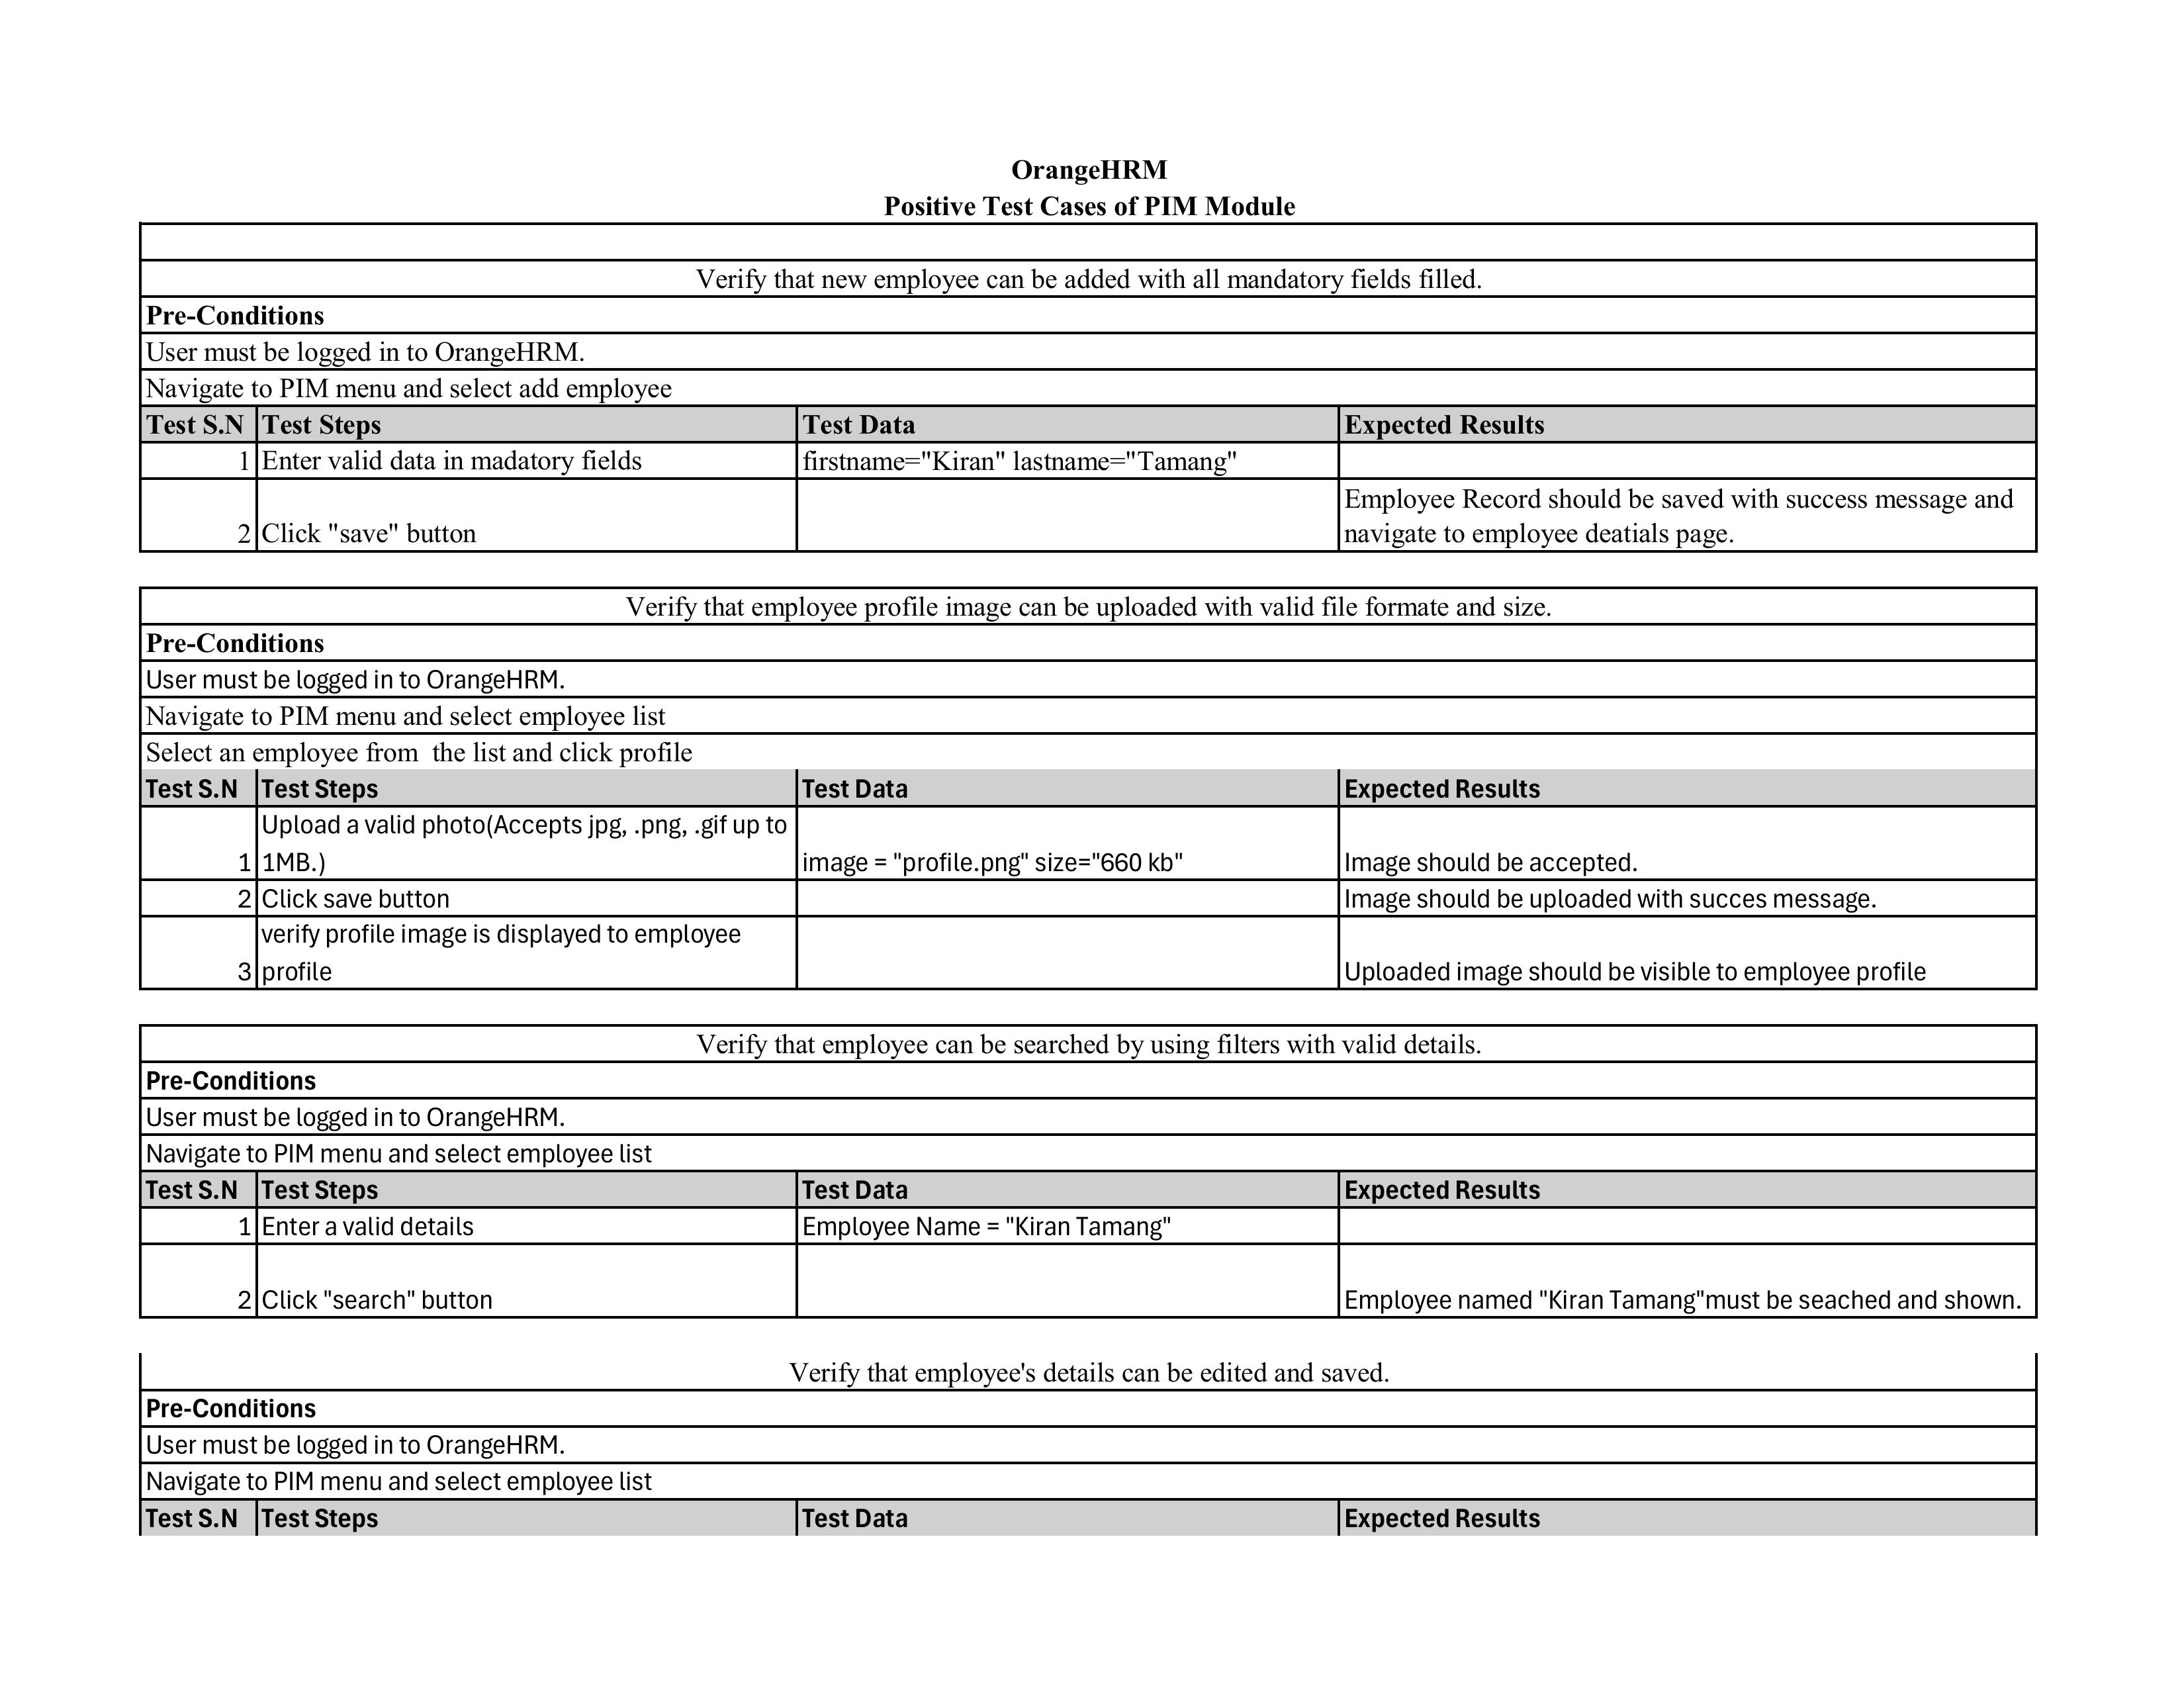 OrangeHRM
Positive Test Cases of PIM Module
Verify that new employee can be added with all mandatory fields filled.
Pre-Conditions
User must be logged in to OrangeHRM.
Navigate to PIM menu and select add employee
Test S.N Test Steps Test Data Expected Results
1 Enter valid data in madatory fields firstname="Kiran" lastname="Tamang"
Employee Record should be saved with success message and
2 Click "save" button navigate to employee deatials page.
Verify that employee profile image can be uploaded with valid file formate and size.
Pre-Conditions
User must be logged in to OrangeHRM.
Navigate to PIM menu and select employee list
Select an employee from  the list and click profile
Test S.N Test Steps Test Data Expected Results
Upload a valid photo(Accepts jpg, .png, .gif up to
1 1MB.) image = "profile.png" size="660 kb" Image should be accepted.
2 Click save button Image should be uploaded with succes message.
verify profile image is displayed to employee
3 profile Uploaded image should be visible to employee profile
Verify that employee can be searched by using filters with valid details.
Pre-Conditions
User must be logged in to OrangeHRM.
Navigate to PIM menu and select employee list
Test S.N Test Steps Test Data Expected Results
1 Enter a valid details Employee Name = "Kiran Tamang"
2 Click "search" button Employee named "Kiran Tamang"must be seached and shown.
Verify that employee's details can be edited and saved.
Pre-Conditions
User must be logged in to OrangeHRM.
Navigate to PIM menu and select employee list
Test S.N Test Steps Test Data Expected Results